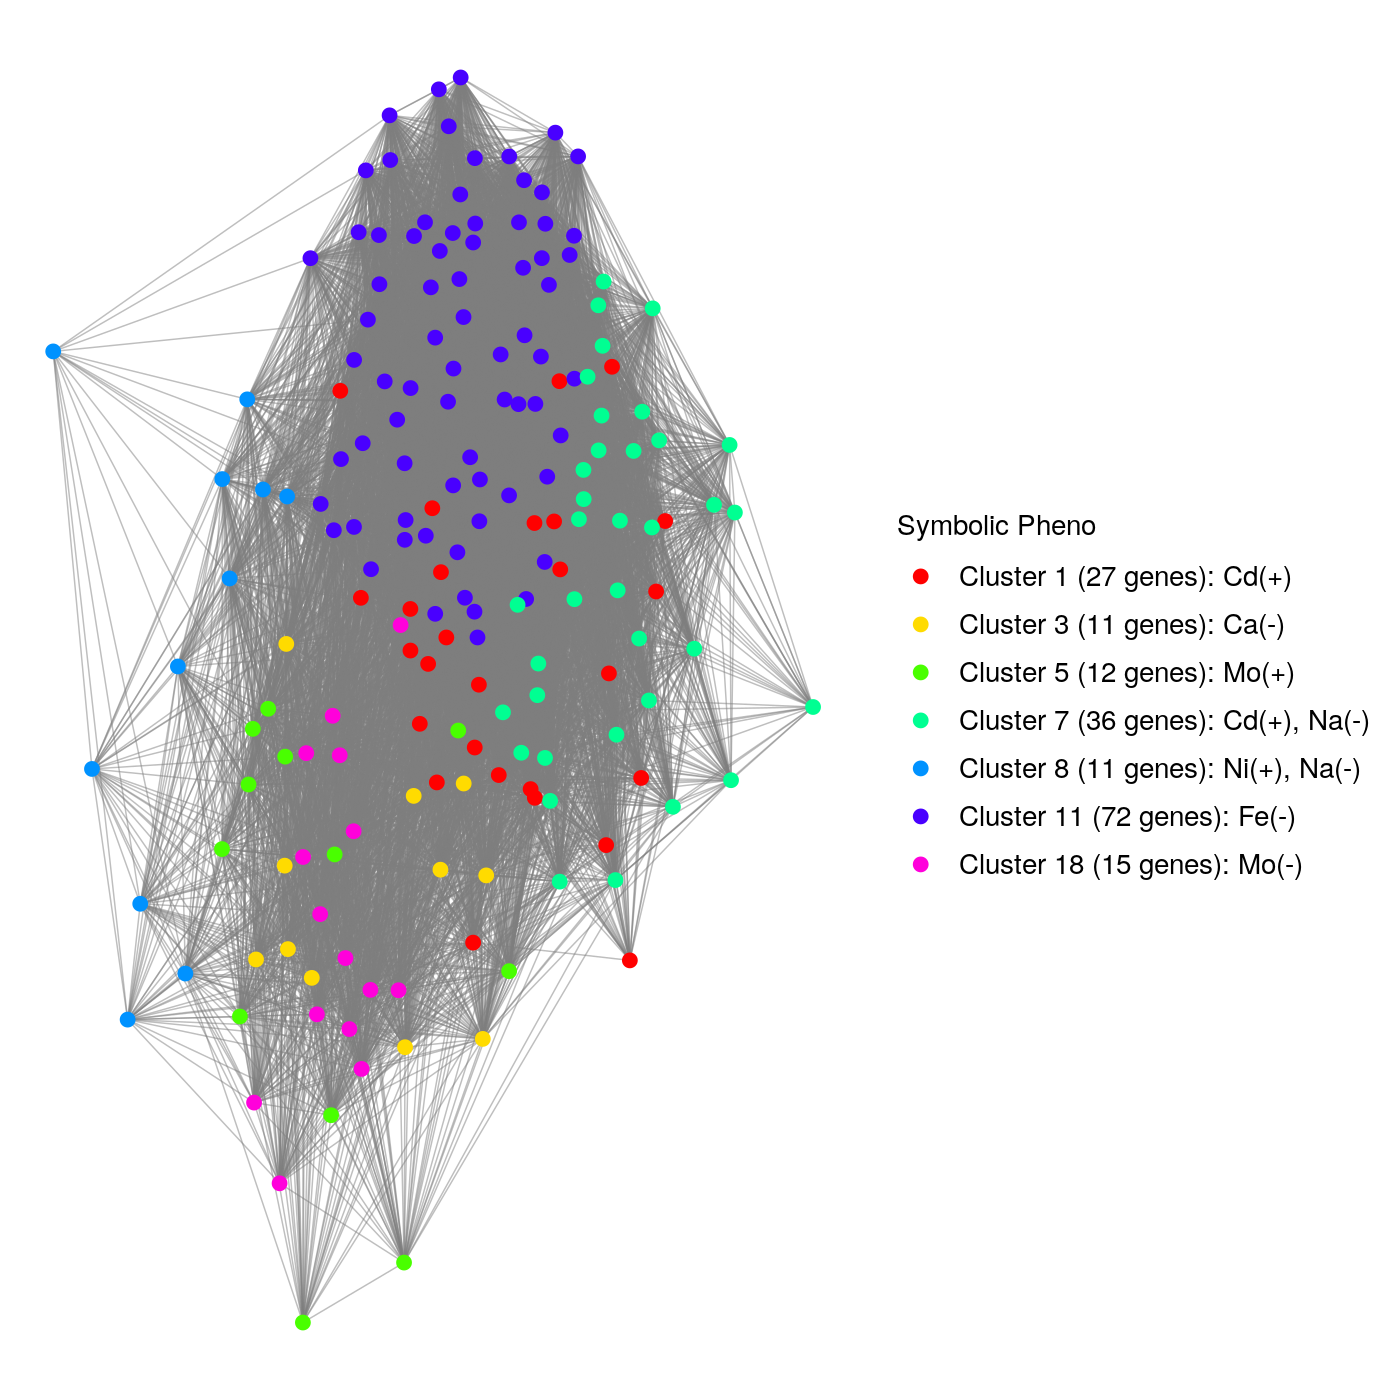 Symbolic Pheno
Cluster 1 (27 genes): Cd(+)
Cluster 3 (11 genes): Ca(-)
Cluster 5 (12 genes): Mo(+)
Cluster 7 (36 genes): Cd(+), Na(-)
Cluster 8 (11 genes): Ni(+), Na(-)
Cluster 11 (72 genes): Fe(-)
Cluster 18 (15 genes): Mo(-)